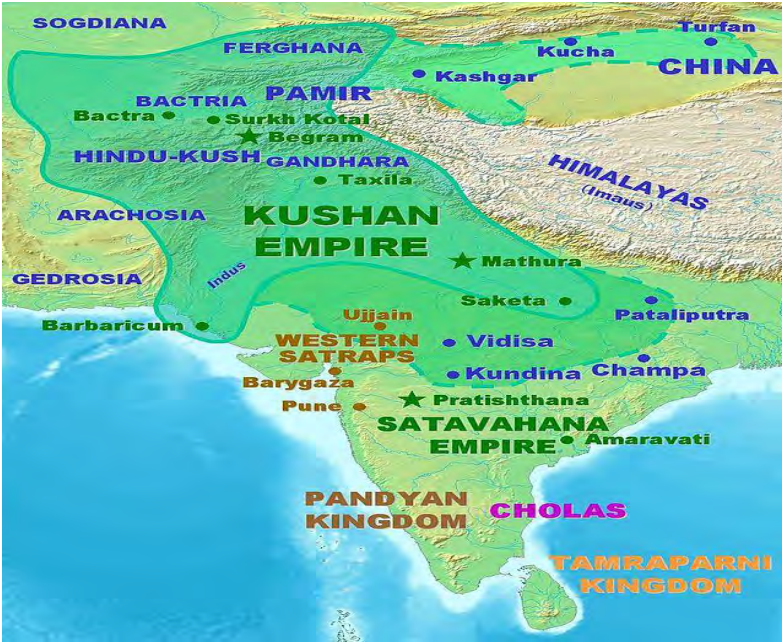 SOGDIANA
Turfan
FERGHANA
Kucha
CHINA
Kashgar
PAMIR
BACTRIA
Bactra
Surkh Kotal
Begram
HINDU-KUSH
GANDHARA
HIMALAYAS
(Imaus)
Taxila
ARACHOSIA
KUSHAN
EMPIRE
Mathura
Indus
GEDROSIA
Saketa
Pataliputra
Ujjain
Barbaricum
WESTERN
SATRAPS
Vidisa
Barygaza
Kundina
Champa
Pune
Pratishthana
SATAVAHANA
EMPIRE
Amaravati
PANDYAN
KINGDOM
CHOLAS
TAMRAPARNI
KINGDOM